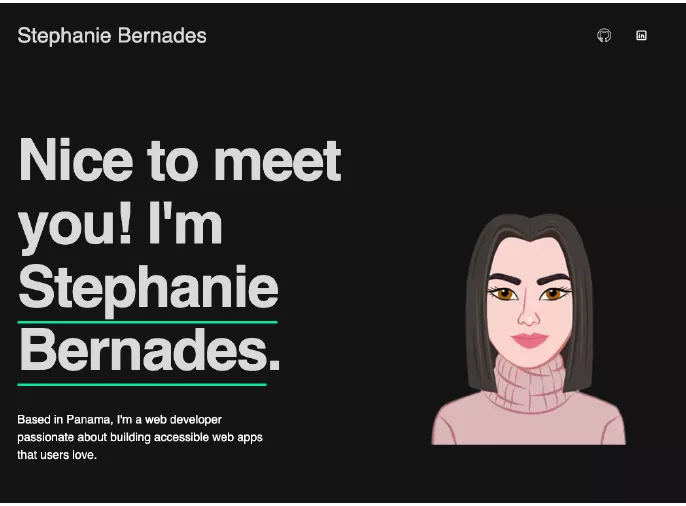 Stephanie Bernades
in
Nice to meet
you! I'm
Stephanie
Bernades.
Based in Panama, I'm a web developer
passionate about building accessible web apps
that users love.